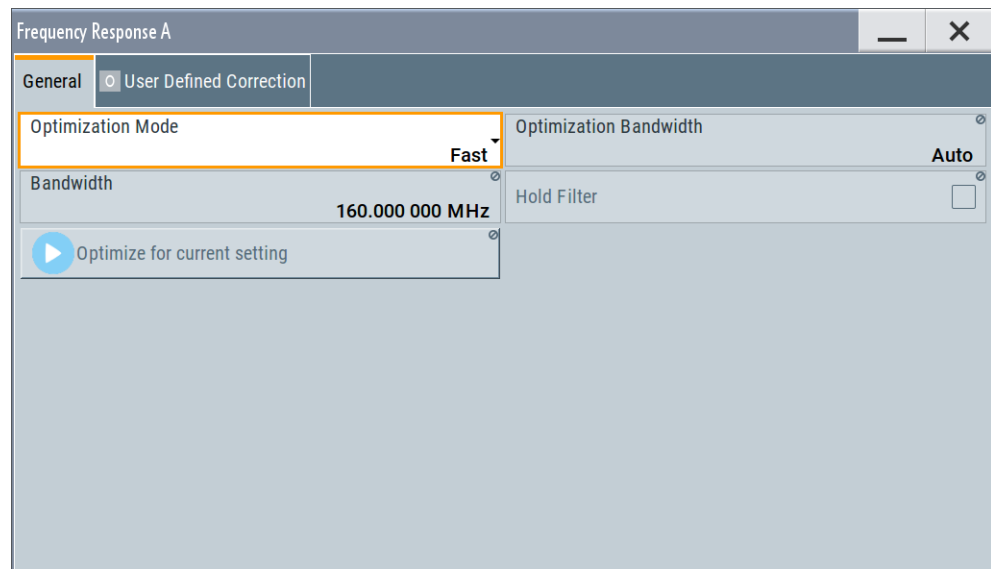 Frequency Response A
General
O User Defined Correction
Optimization Mode
Fast
Optimization Bandwidth
Auto
Bandwidth
160.000 000 MHz
Hold Filter
Optimize for current setting